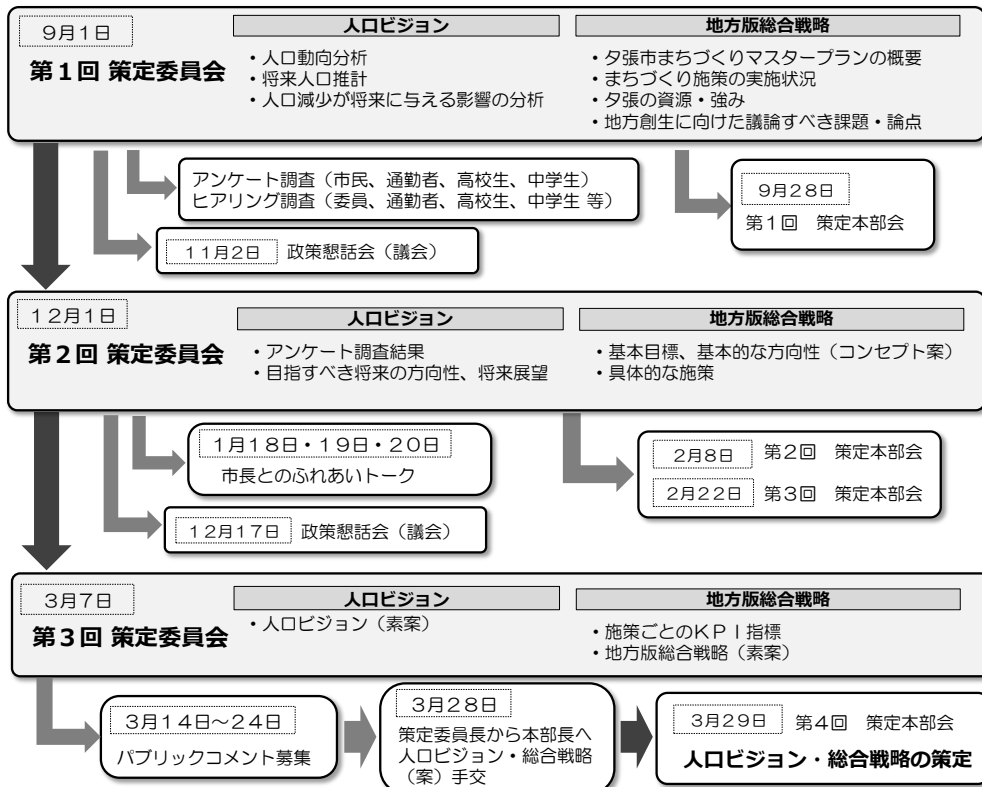 9月1日
第1回 策定委員会
人口ビジョン
・人口動向分析
・将来人口推計
・人口減少が将来に与える影響の分析
地方版総合戦略
・夕張市まちづくりマスタープランの概要
・まちづくり施策の実施状況
・夕張の資源・強み
・地方創生に向けた議論すべき課題・論点
アンケート調査(市民、通勤者、高校生、中学生)
ヒアリング調査(委員、通勤者、高校生、中学生 等)
9月28日
第1回 策定本部会
11月2日 政策懇話会(議会)
12月1日
第2回 策定委員会
人口ビジョン
・アンケート調査結果
・目指すべき将来の方向性、将来展望
地方版総合戦略
・基本目標、基本的な方向性(コンセプト案)
・具体的な施策
1月18日・19日・20日
市長とのふれあいトーク
2月8日 第2回 策定本部会
2月22日 第3回 策定本部会
12月17日 政策懇話会(議会)
3月7日
第3回 策定委員会
人口ビジョン
・人口ビジョン(素案)
地方版総合戦略
・施策ごとのKPI指標
・地方版総合戦略(素案)
3月14日~24日
パブリックコメント募集
3月28日
策定委員長から本部長へ
人口ビジョン・総合戦略
(案)手交
3月29日 第4回 策定本部会
人口ビジョン・総合戦略の策定